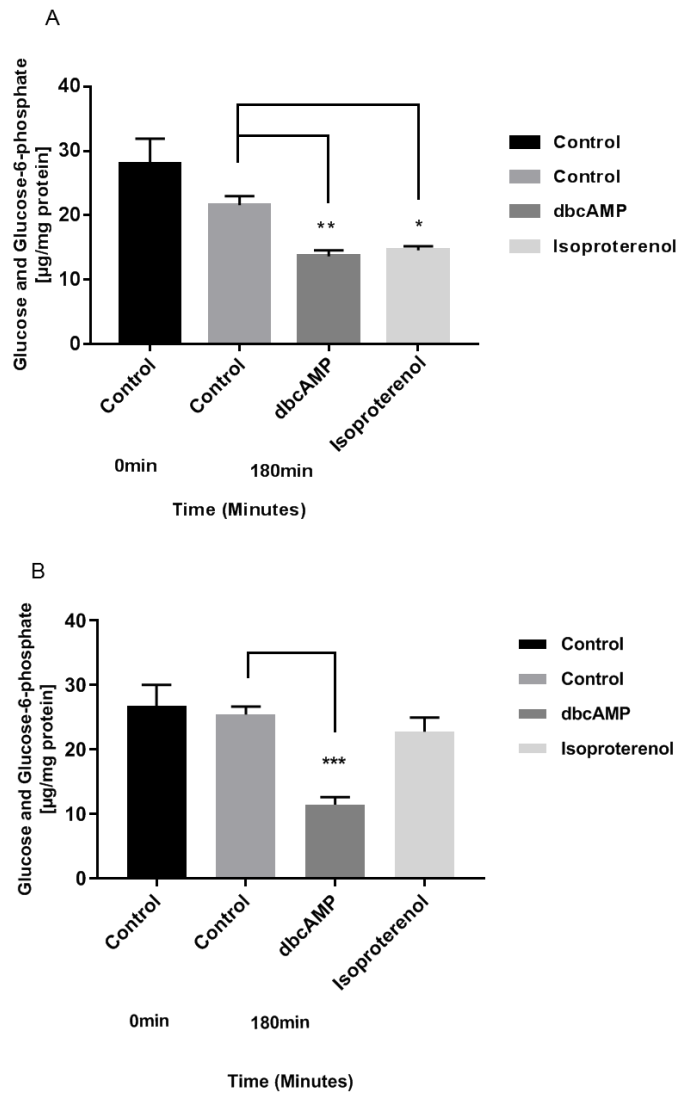 A
Glucose and Glucose-6-phosphate
[µg/mg protein]
40
30
20
10
0
**
*
Control
Control
dbcAMP
Isoproterenol
0min
180min
Time (Minutes)
Control
Control
dbcAMP
Isoproterenol
B
Glucose and Glucose-6-phosphate
[µg/mg protein]
40
30
20
10
0
***
Control
Control
dbcAMP
Isoproterenol
0min
180min
Time (Minutes)
Control
Control
dbcAMP
Isoproterenol